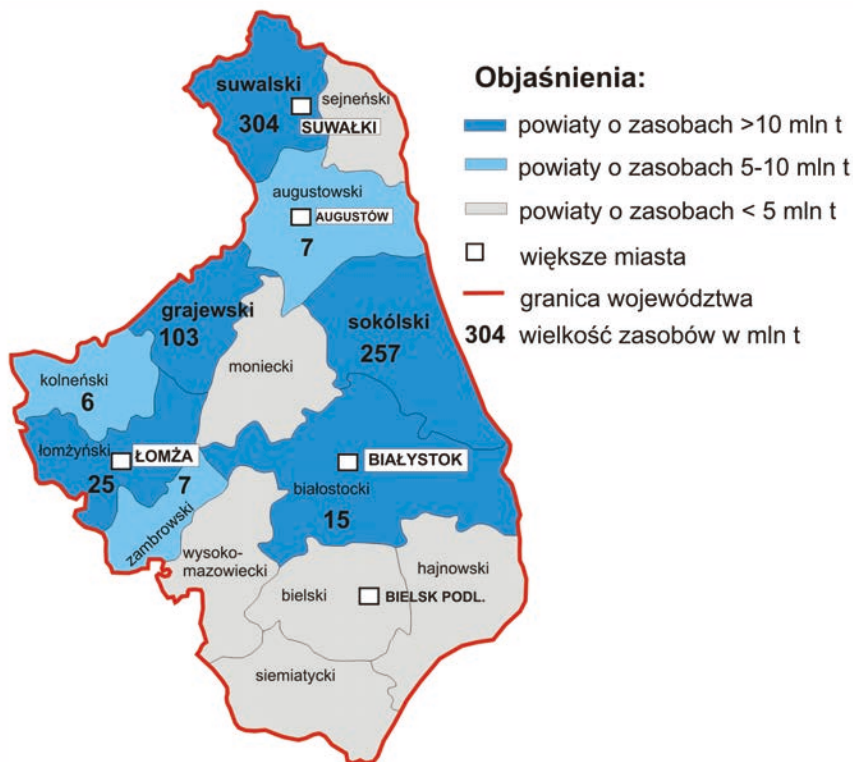 suwalski
304
SUWAŁKI
sejneński
augustowski
AUGUSTÓW
7
grajewski
103
sokólski
257
moniecki
kolneński
6
łomżyński
ŁOMŻA
25
7
zambrowski
BIAŁYSTOK
białostocki
15
wysoko-
mazowiecki
bielski
BIELSK PODL.
hajnowski
siemiatycki
Objaśnienia:
powiaty o zasobach >10 mln t
powiaty o zasobach 5-10 mln t
powiaty o zasobach < 5 mln t
większe miasta
granica województwa
304 wielkość zasobów w mln t